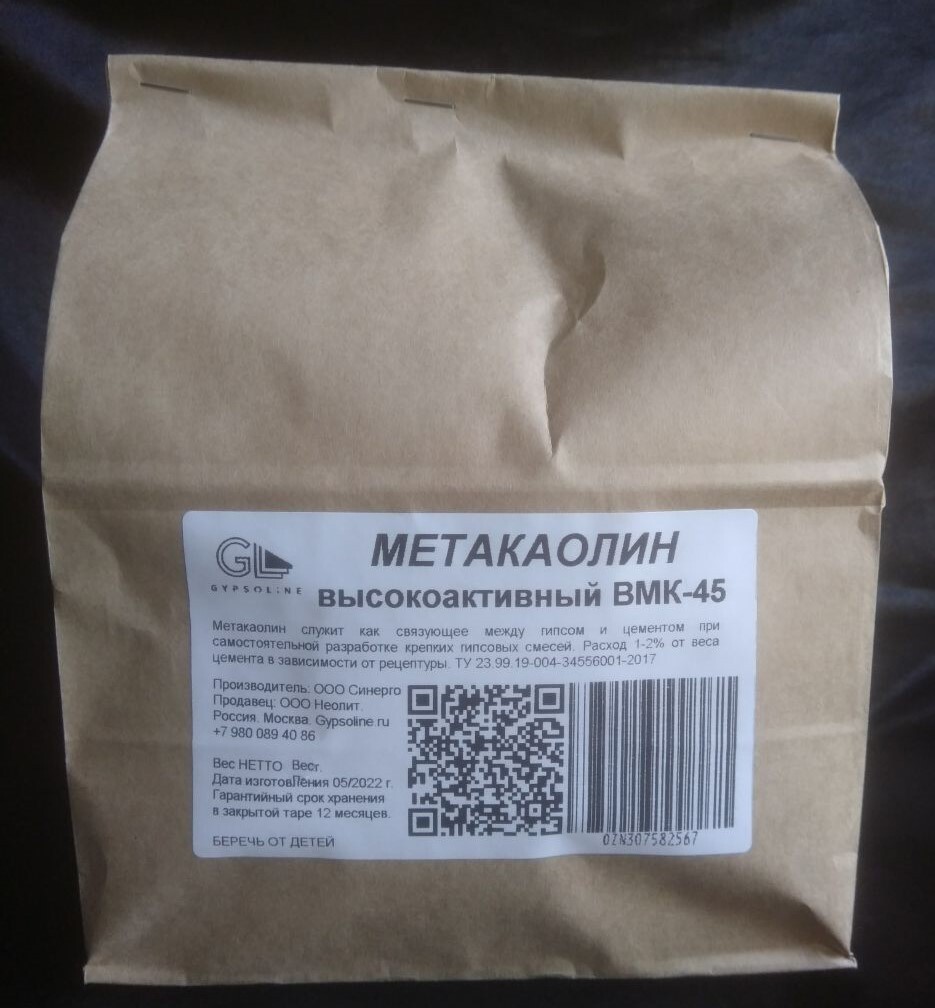 GL
GYPSOLINE
МЕТАКАОЛИН
высокоактивный ВМК-45
Метакаолин служит как связующее между гипсом и цементом при
самостоятельной разработке крепких гипсовых смесей. Расход 1-2% от веса
цемента в зависимости от рецептуры. ТУ 23.99.19-004-34556001-2017
Производитель: ООО Синерго
Продавец: ООО Неолит.
Россия. Москва. Gypsoline.ru
+7 980 089 40 86
Вес НЕТТО Весг.
Дата изготовления 05/2022 г.
Гарантийный срок хранения
в закрытой таре 12 месяцев.
БЕРЕЧЬ ОТ ДЕТЕЙ
OZN307582567